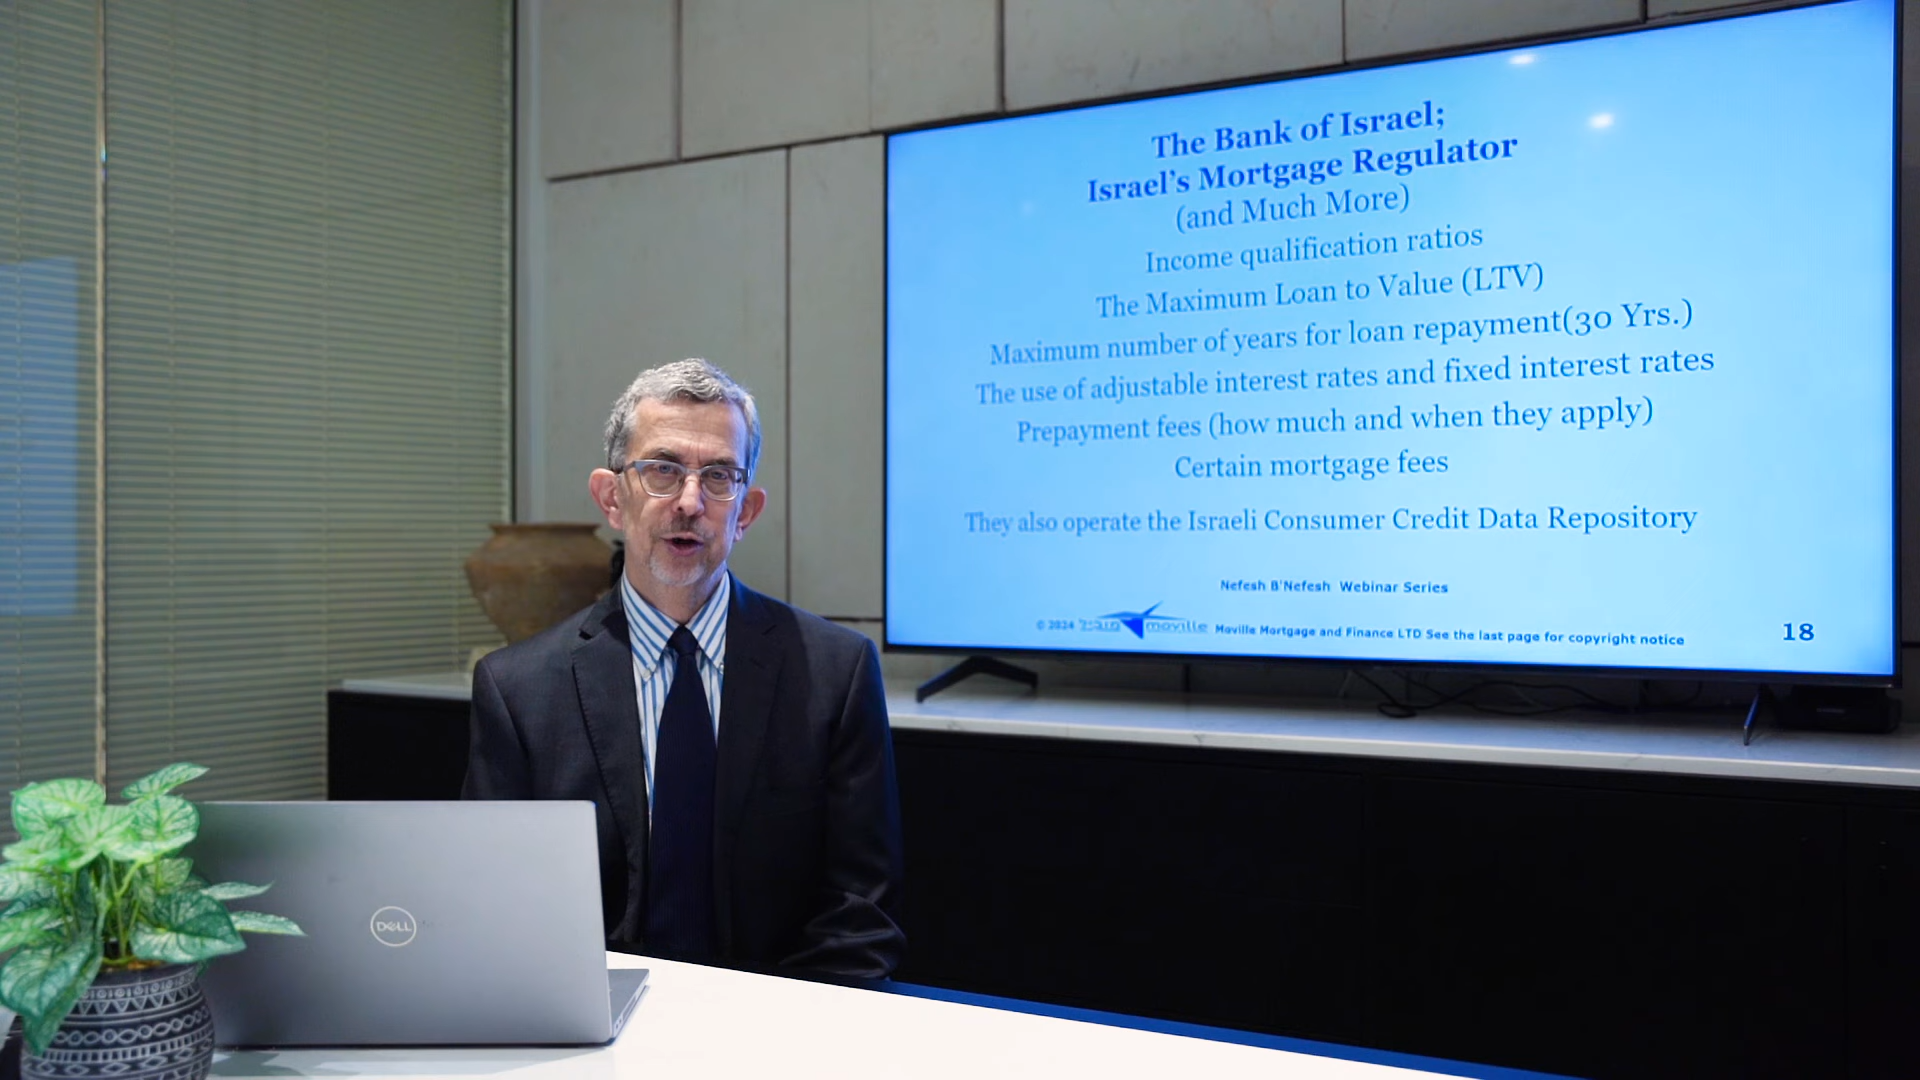 The Bank of Israel;
Israel's Mortgage Regulator
(and Much More)
Income qualification ratios
The Maximum Loan to Value (LTV)
Maximum number of years for loan repayment(30 Yrs.)
The use of adjustable interest rates and fixed interest rates
Prepayment fees (how much and when they apply)
Certain mortgage fees
They also operate the Israeli Consumer Credit Data Repository
Nefesh B'Nefesh Webinar Series
© 2024 moville Moville Mortgage and Finance LTD See the last page for copyright notice
18
DELL